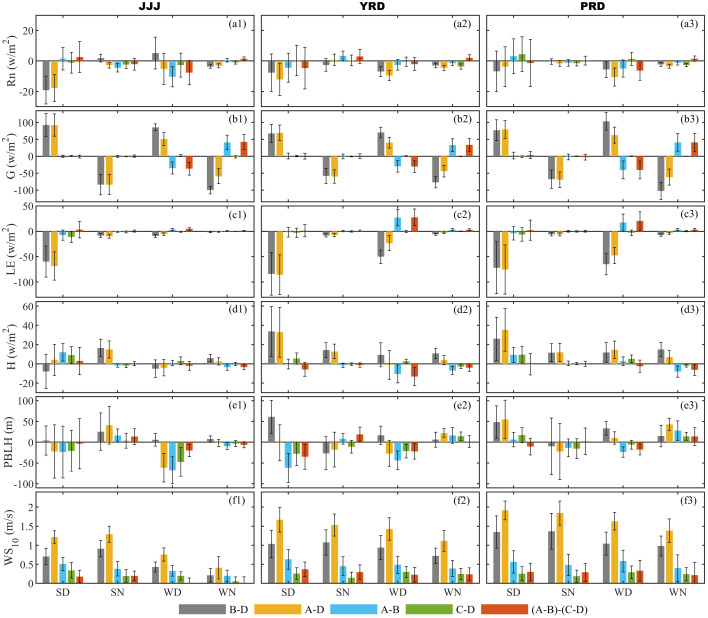 JJJ YRD PRD
(a1) (a2) (a3)
Rn (w/m²)
20
0
-20
(b1) (b2) (b3)
G (w/m²)
100
50
0
-50
-100
(c1) (c2) (c3)
LE (w/m²)
50
0
-50
-100
(d1) (d2) (d3)
H (w/m²)
60
40
20
0
-20
(e1) (e2) (e3)
PBLH (m)
100
50
0
-50
-100
(f1) (f2) (f3)
WS₁₀ (m/s)
2
1.5
1
0.5
0
SD SN WD WN SD SN WD WN SD SN WD WN
B-D A-D A-B C-D (A-B)-(C-D)